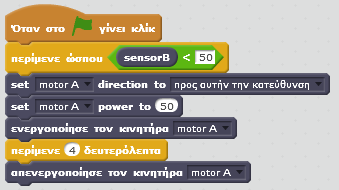 Όταν στο γίνει κλίκ
περίμενε ώσπου sensorB < 50
set motor A direction to προς αυτήν την κατεύθυνση
set motor A power to 50
ενεργοποίησε τον κινητήρα motor A
περίμενε 4 δευτερόλεπτα
απενεργοποίησε τον κινητήρα motor A